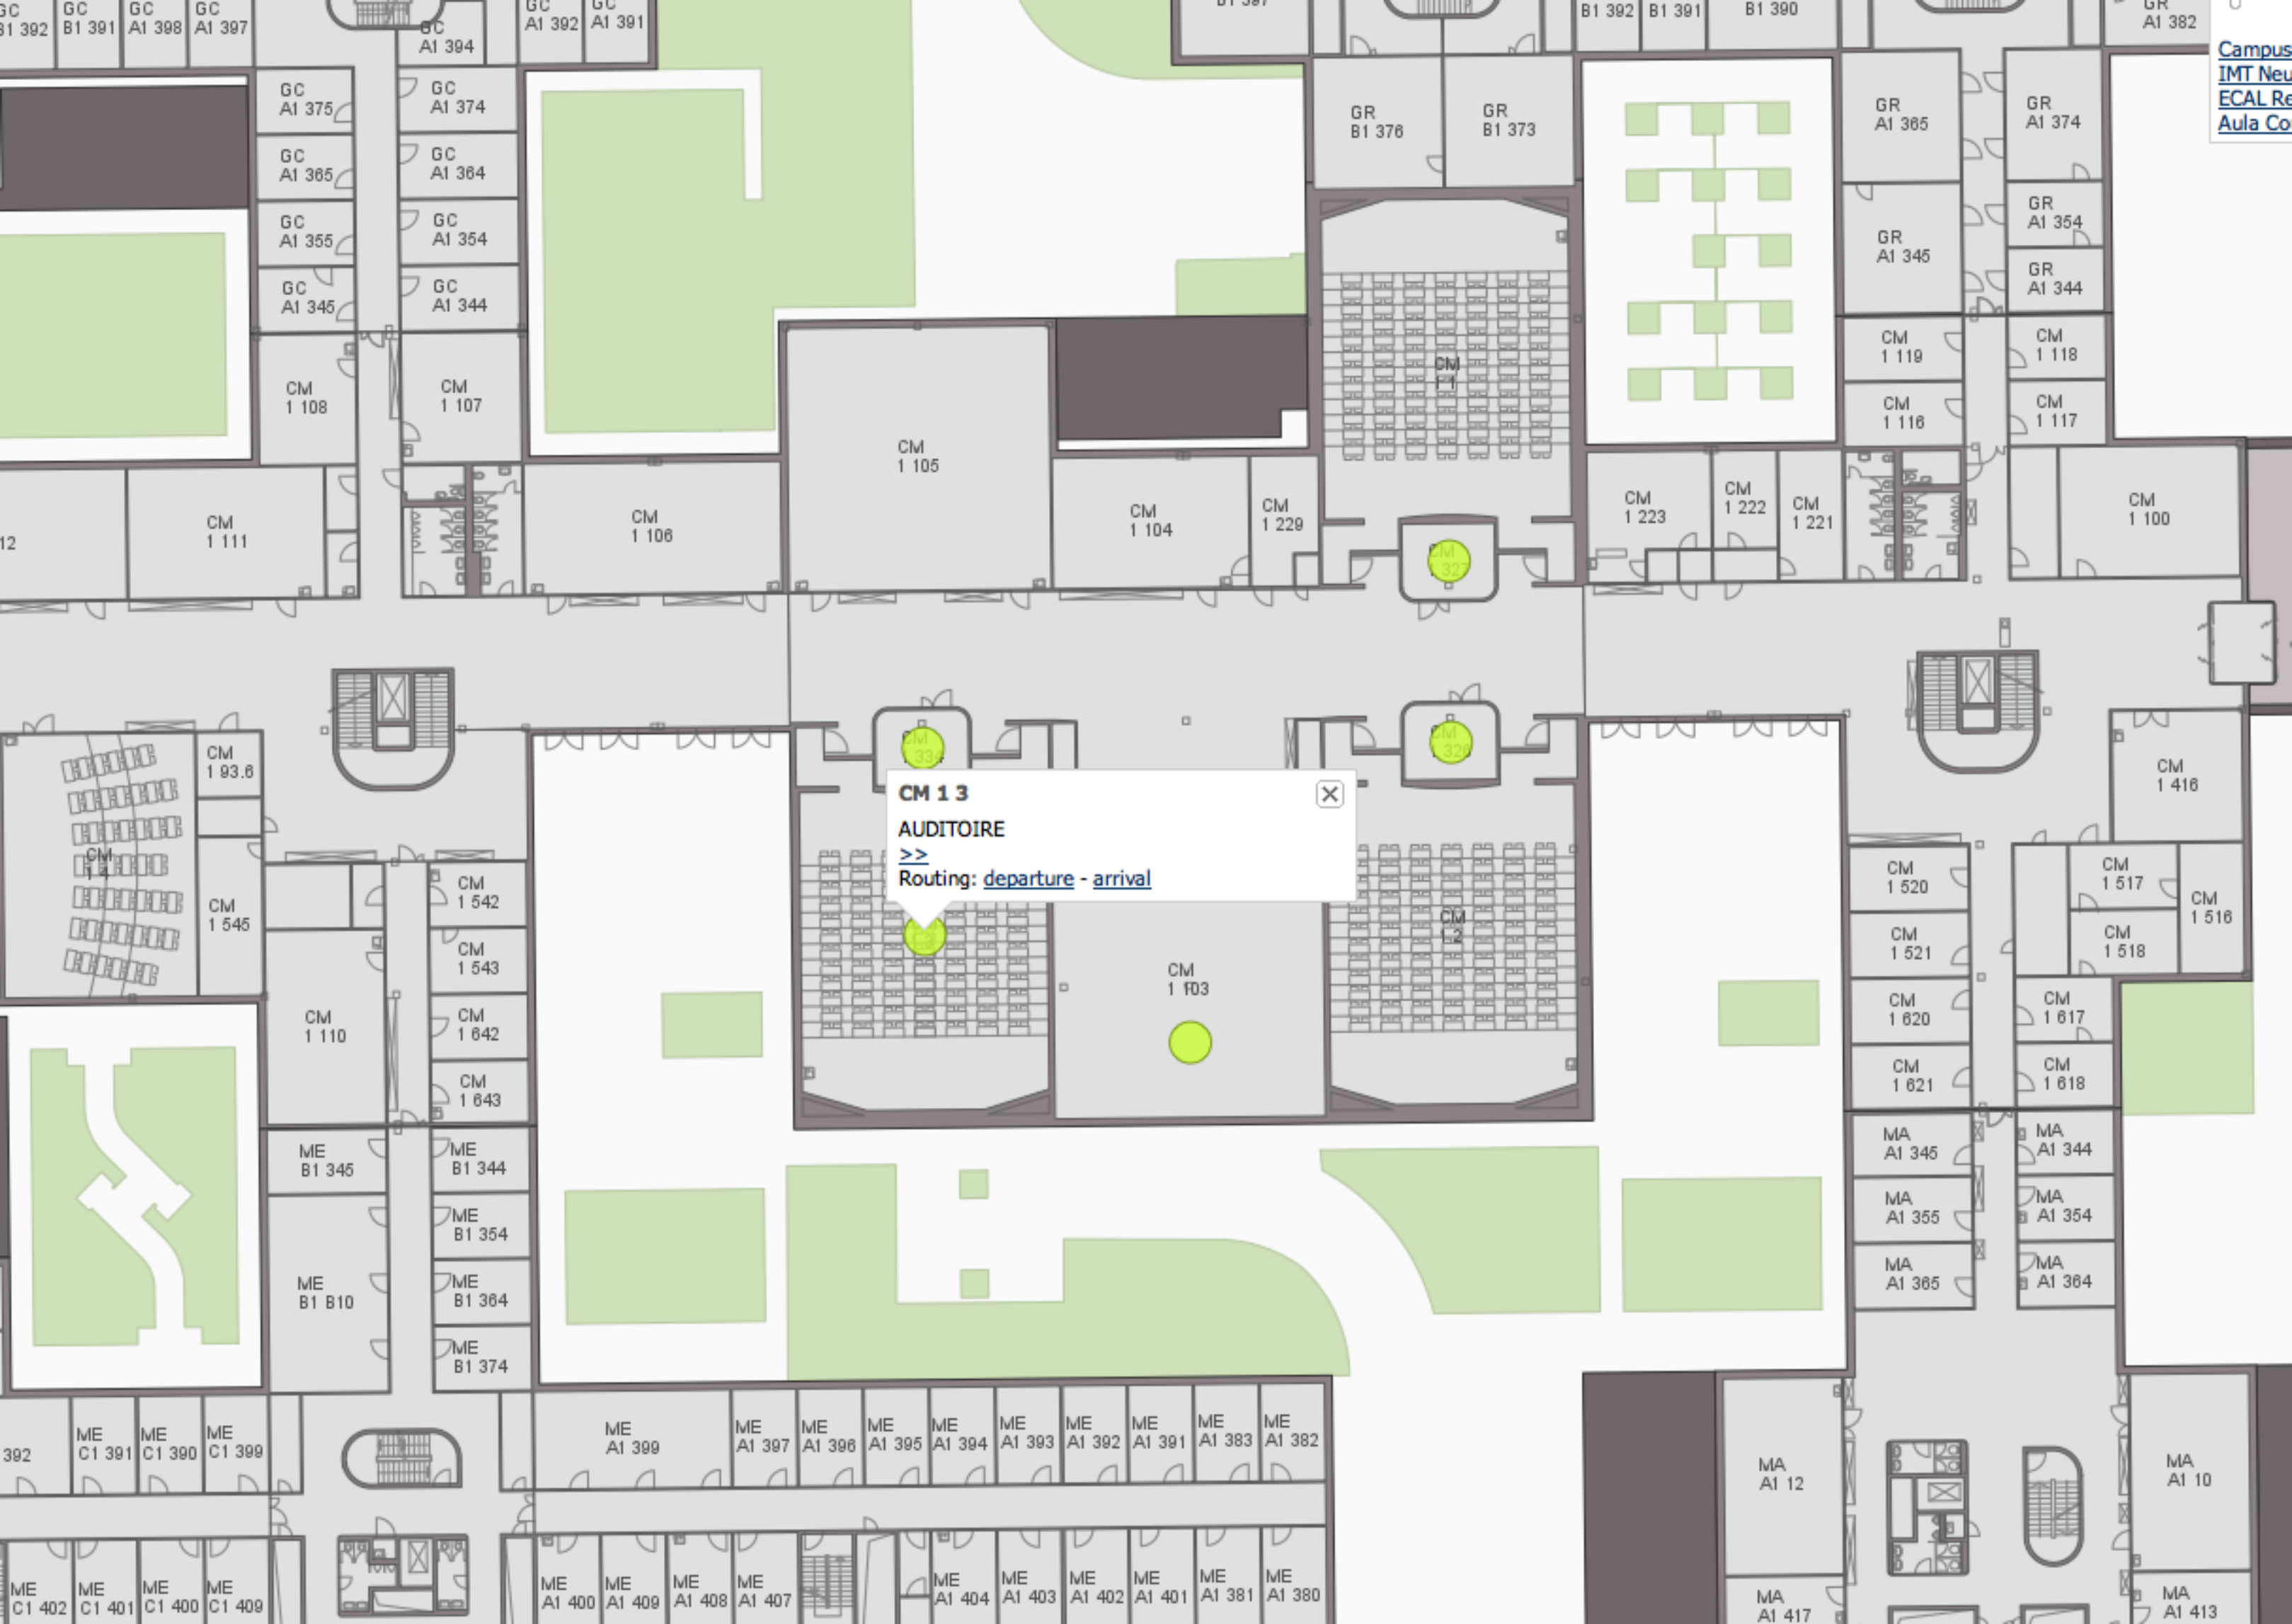 GC
B1 392
GC
B1 391
GC
A1 398
GC
A1 397
GC
A1 394
GC
A1 392
GC
A1 391
B1 397
B1 392
B1 391
B1 390
GR
A1 382
Campus
IMT Neu
ECAL Re
Aula Co
GC
A1 375
GC
A1 374
GC
A1 365
GC
A1 364
GC
A1 355
GC
A1 354
GC
A1 345
GC
A1 344
GR
B1 376
GR
B1 373
GR
A1 365
GR
A1 374
GR
A1 345
GR
A1 354
GR
A1 344
CM
1 108
CM
1 107
CM
1 1
CM
1 119
CM
1 118
CM
1 116
CM
1 117
12
CM
1 111
CM
1 106
CM
1 105
CM
1 104
CM
1 229
CM
1 327
CM
1 223
CM
1 222
CM
1 221
CM
1 100
CM
1 93.6
CM
1 334
CM
1 326
CM
1 416
CM 1 3
AUDITOIRE
>>
Routing: departure - arrival
CM
1 4
CM
1 545
CM
1 542
CM
1 543
CM
1 110
CM
1 642
CM
1 643
CM
1 103
CM
1 2
CM
1 520
CM
1 517
CM
1 516
CM
1 521
CM
1 518
CM
1 620
CM
1 617
CM
1 621
CM
1 618
ME
B1 345
ME
B1 344
ME
B1 354
ME
B1 B10
ME
B1 364
ME
B1 374
MA
A1 345
MA
A1 344
MA
A1 355
MA
A1 354
MA
A1 365
MA
A1 364
392
ME
C1 391
ME
C1 390
ME
C1 399
ME
A1 399
ME
A1 397
ME
A1 396
ME
A1 395
ME
A1 394
ME
A1 393
ME
A1 392
ME
A1 391
ME
A1 383
ME
A1 382
MA
A1 12
MA
A1 10
ME
C1 402
ME
C1 401
ME
C1 400
ME
C1 409
ME
A1 400
ME
A1 409
ME
A1 408
ME
A1 407
ME
A1 404
ME
A1 403
ME
A1 402
ME
A1 401
ME
A1 381
ME
A1 380
MA
A1 417
MA
A1 413